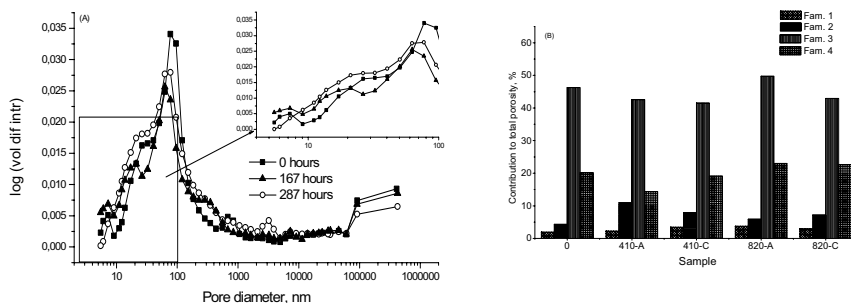 (A)
log (vol dif intr)
0,035
0,030
0,025
0,020
0,015
0,010
0,005
0,000
10
100
1000
10000
100000
1000000
Pore diameter, nm
0,035
0,030
0,025
0,020
0,015
0,010
0,005
0,000
10
100
0 hours
167 hours
287 hours
(B)
Fam. 1
Fam. 2
Fam. 3
Fam. 4
Contribution to total porosity, %
60
50
40
30
20
10
0
0
410-A
410-C
820-A
820-C
Sample